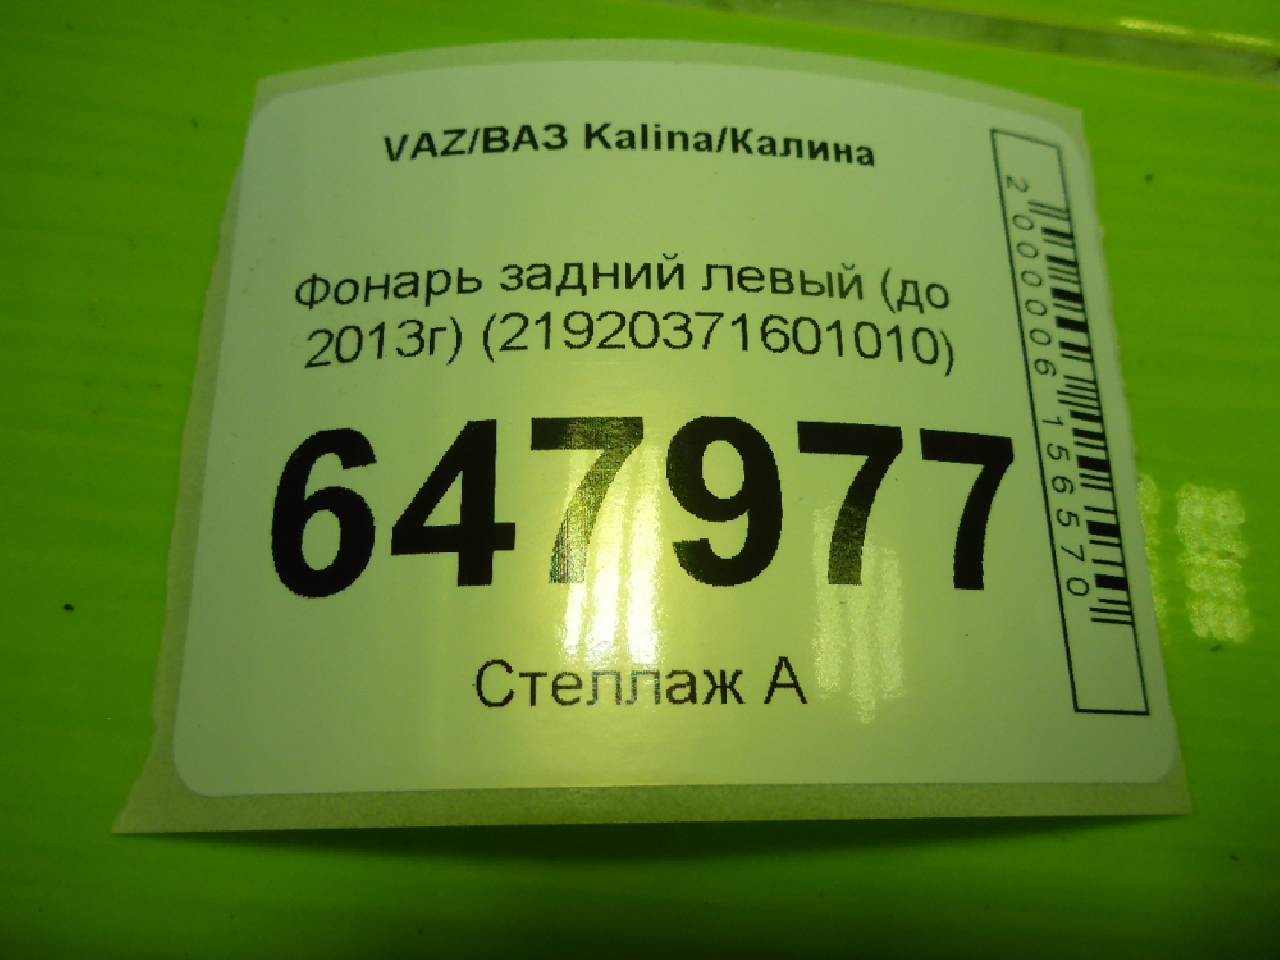 VAZ/ВАЗ Kalina/Калина
Фонарь задний левый (до
2013г) (21920371601010)
647977
Стеллаж А
2000006156570